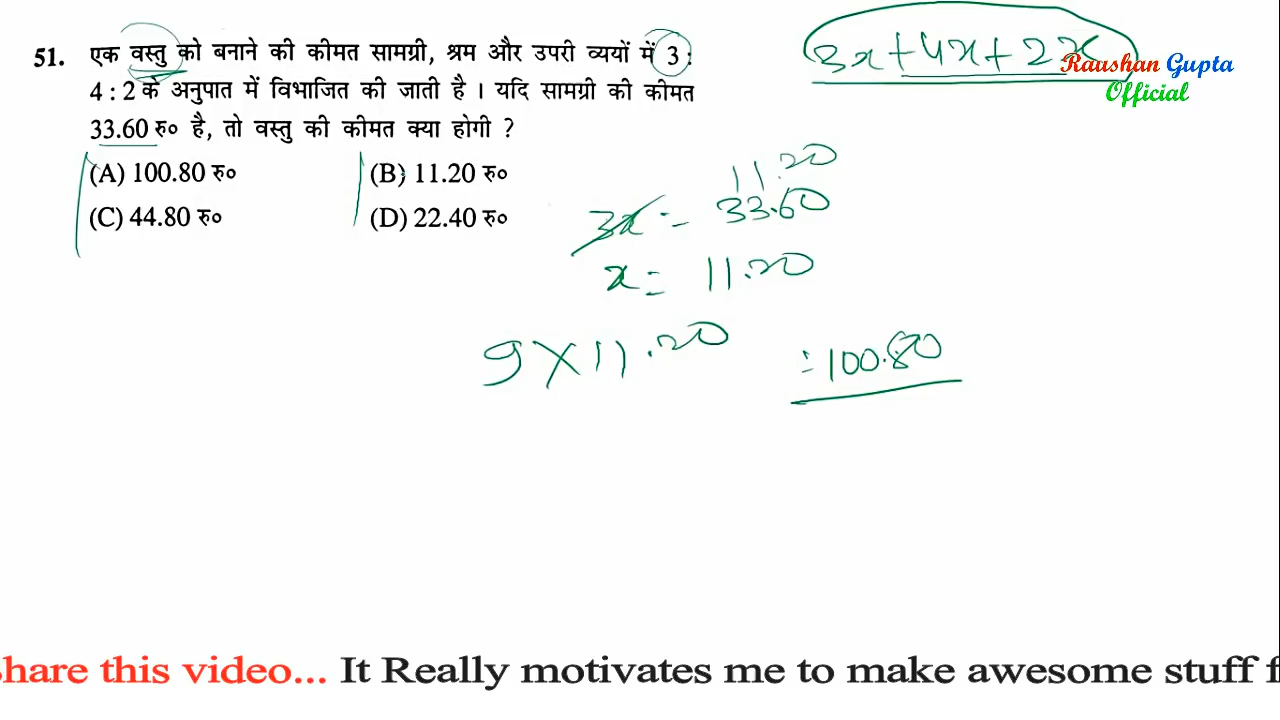 51. एक वस्तु को बनाने की कीमत सामग्री, श्रम और उपरी व्ययों में 3 :
4 : 2 के अनुपात में विभाजित की जाती है । यदि सामग्री की कीमत
33.60 रु० है, तो वस्तु की कीमत क्या होगी ?
(A) 100.80 रु० (B) 11.20 रु०
(C) 44.80 रु० (D) 22.40 रु०
3x+4x+2x
Raushan Gupta
Official
11.20
3x = 33.60
x = 11.20
9 × 11.20 = 100.80
share this video... It Really motivates me to make awesome stuff f